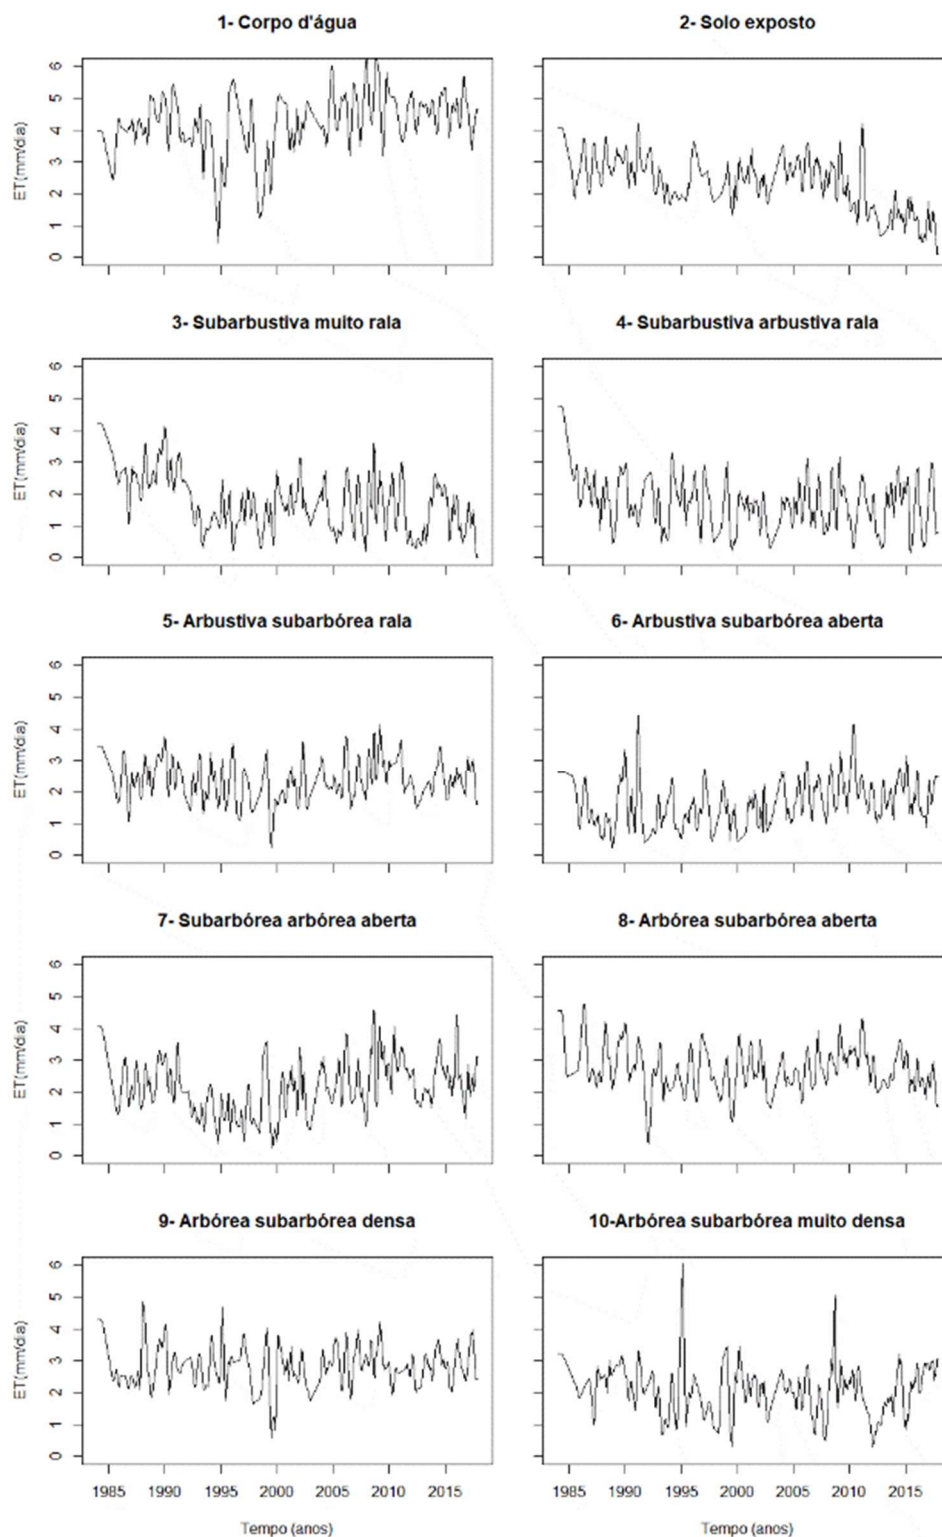 1- Corpo d'água
2- Solo exposto
ET(mm/dia)
0 1 2 3 4 5 6
3- Subarbustiva muito rala
4- Subarbustiva arbustiva rala
ET(mm/dia)
0 1 2 3 4 5 6
5- Arbustiva subarbórea rala
6- Arbustiva subarbórea aberta
ET(mm/dia)
0 1 2 3 4 5 6
7- Subarbórea arbórea aberta
8- Arbórea subarbórea aberta
ET(mm/dia)
0 1 2 3 4 5 6
9- Arbórea subarbórea densa
10-Arbórea subarbórea muito densa
ET(mm/dia)
0 1 2 3 4 5 6
1985 1990 1995 2000 2005 2010 2015
1985 1990 1995 2000 2005 2010 2015
Tempo (anos)
Tempo (anos)